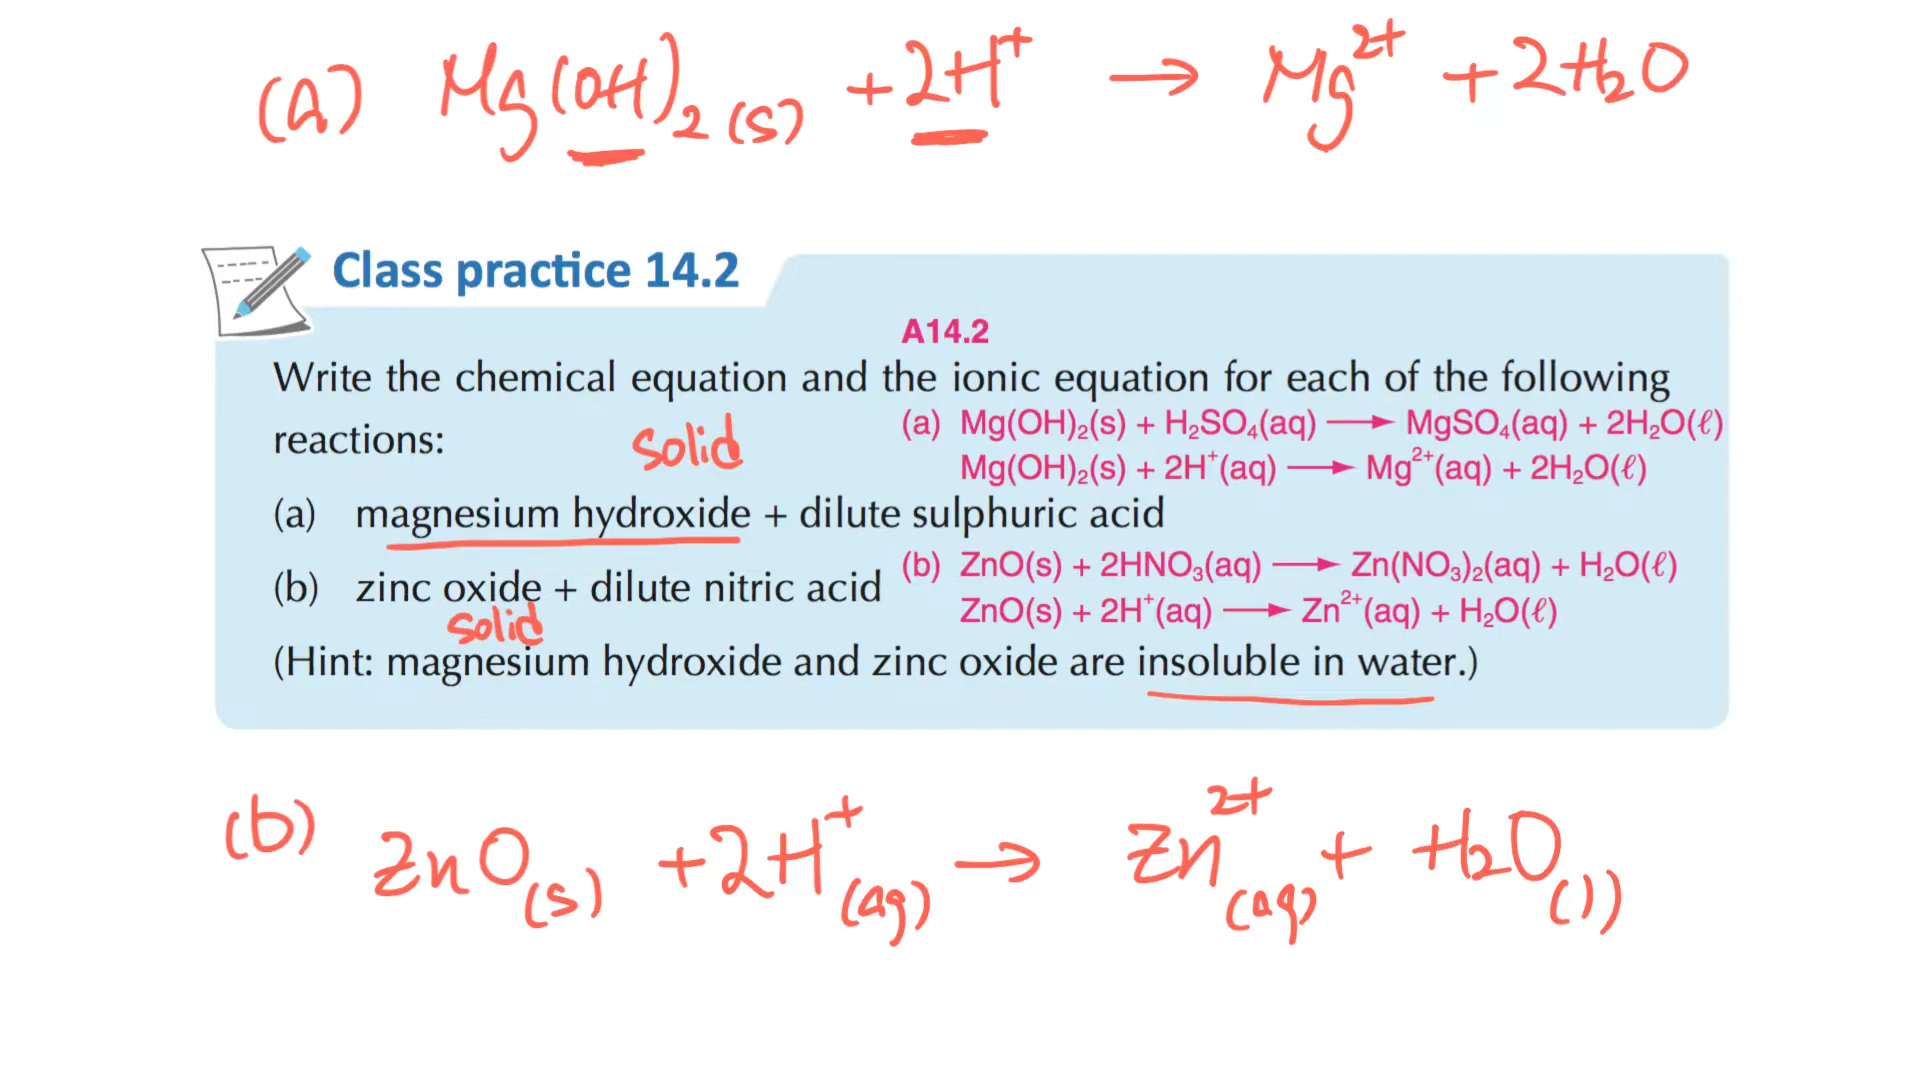 (a) Mg(OH)₂(s) + 2H⁺ → Mg²⁺ + 2H₂O
Class practice 14.2
A14.2
Write the chemical equation and the ionic equation for each of the following
reactions:
solid
(a) Mg(OH)₂(s) + H₂SO₄(aq) → MgSO₄(aq) + 2H₂O(ℓ)
Mg(OH)₂(s) + 2H⁺(aq) → Mg²⁺(aq) + 2H₂O(ℓ)
(a) magnesium hydroxide + dilute sulphuric acid
(b) ZnO(s) + 2HNO₃(aq) → Zn(NO₃)₂(aq) + H₂O(ℓ)
(b) zinc oxide + dilute nitric acid
ZnO(s) + 2H⁺(aq) → Zn²⁺(aq) + H₂O(ℓ)
solid
(Hint: magnesium hydroxide and zinc oxide are insoluble in water.)
(b) ZnO(s) + 2H⁺(aq) → Zn²⁺(aq) + H₂O(l)